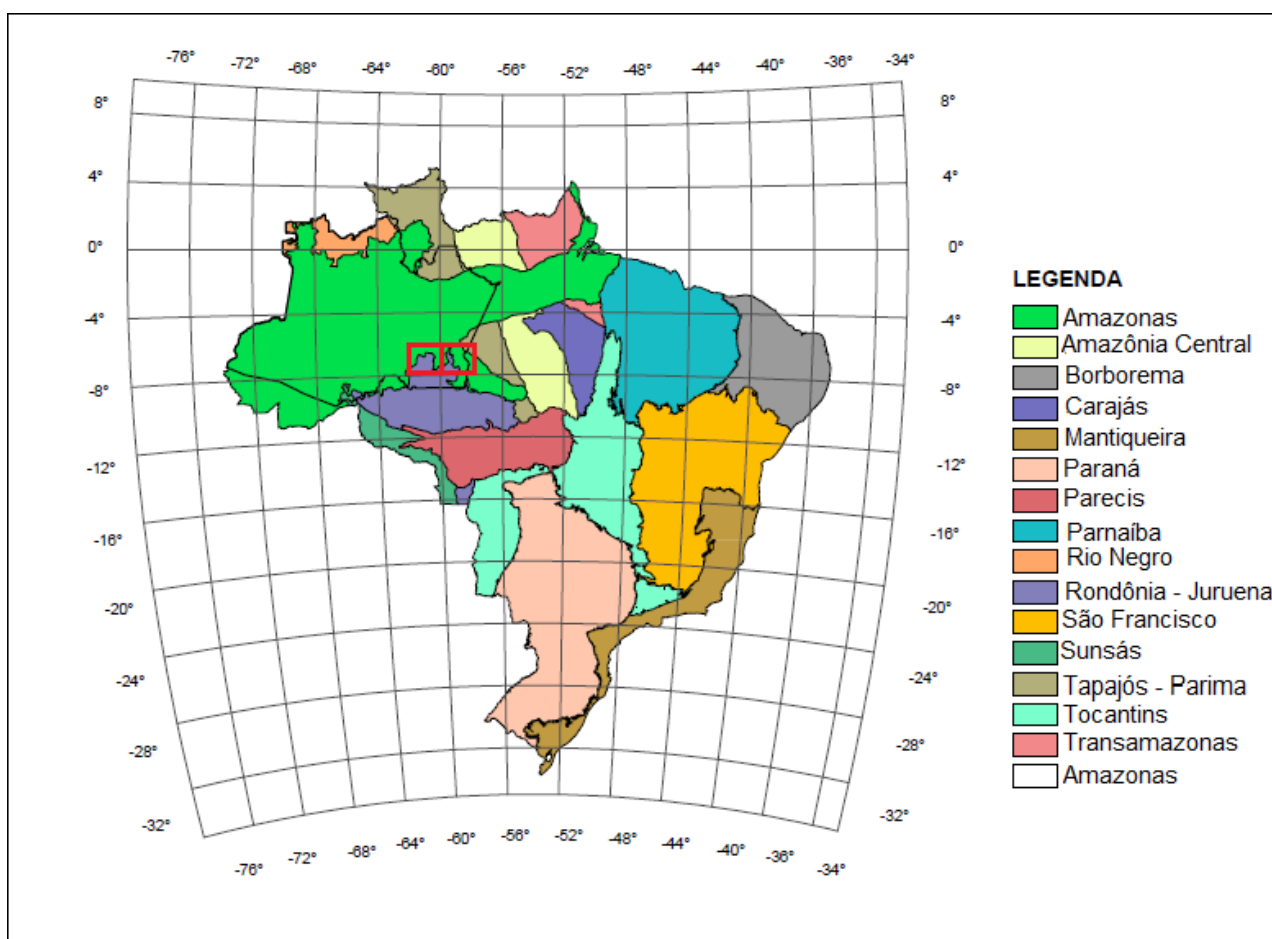 -76° -72° -68° -64° -60° -56° -52° -48° -44° -40° -36° -34°
8° 8°
4° 4°
0° 0°
-4° -4°
-8° -8°
-12° -12°
-16° -16°
-20° -20°
-24° -24°
-28° -28°
-32° -32°
-76° -72° -68° -64° -60° -56° -52° -48° -44° -40° -36° -34°
LEGENDA
Amazonas
Amazônia Central
Borborema
Carajás
Mantiqueira
Paraná
Parecis
Parnaíba
Rio Negro
Rondônia - Juruena
São Francisco
Sunsás
Tapajós - Parima
Tocantins
Transamazonas
Amazonas